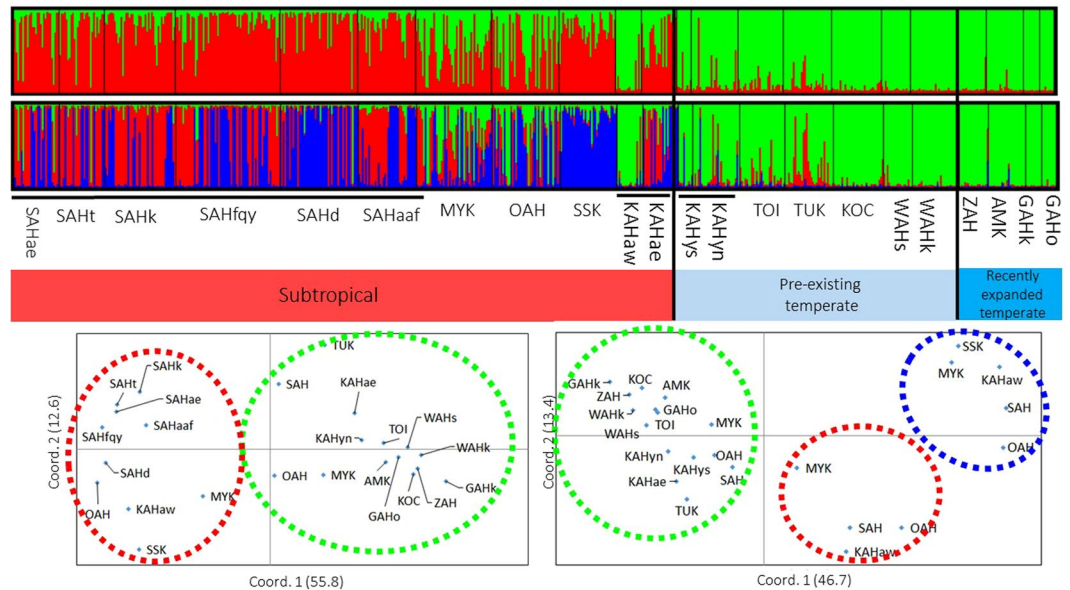 SAHae SAHt SAHk SAHfqy SAHd SAHaaf MYK OAH SSK KAHaw KAHae KAHys KAHyn TOI TUK KOC WAHs WAHk ZAH AMK GAHk GAHo
Subtropical
Pre-existing
temperate
Recently
expanded
temperate
Coord. 2 (12.6)
TUK
SAHk
SAHt
SAH
KAHae
SAHae
WAHs
SAHaaf
SAHfqy
KAHyn
TOI
WAHk
SAHd
OAH
MYK
AMK
GAHk
MYK
KOC
ZAH
OAH
KAHaw
GAHo
SSK
Coord. 1 (55.8)
Coord. 2 (13.4)
SSK
MYK
KAHaw
GAHk
KOC
AMK
ZAH
SAH
WAHk
GAHo
TOI
MYK
WAHs
OAH
KAHyn
OAH
KAHys
MYK
KAHae
SAH
TUK
SAH
OAH
KAHaw
Coord. 1 (46.7)